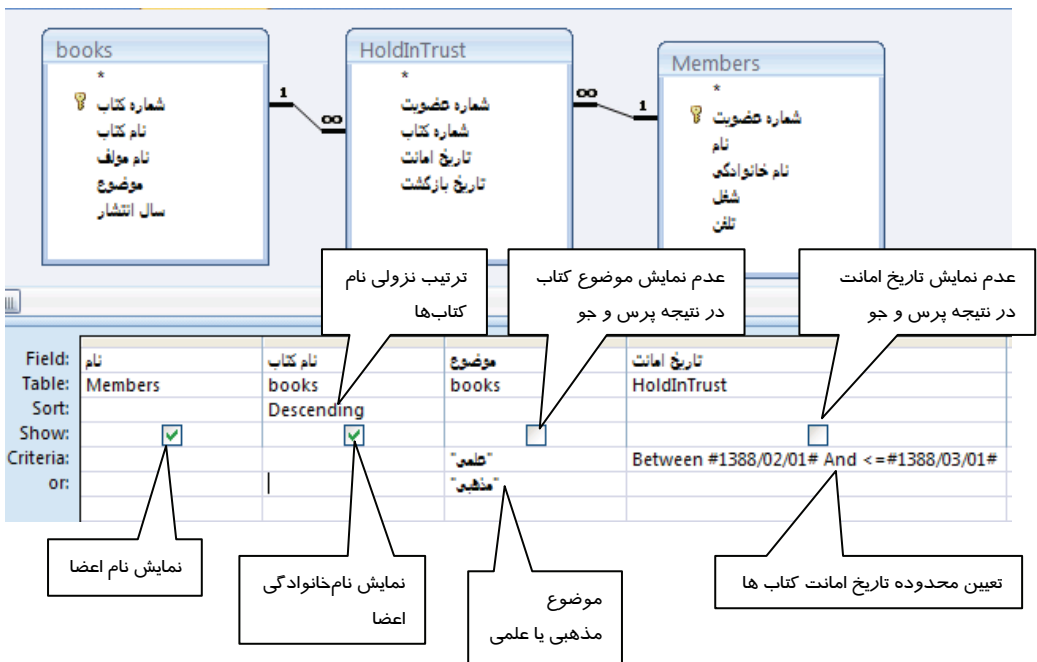 books
*
شماره کتاب
نام کتاب
نام مولف
موضوع
سال انتشار
1
∞
HoldInTrust
*
شماره عضویت
شماره کتاب
تاریخ امانت
تاریخ بازگشت
∞
1
Members
*
شماره عضویت
نام
نام خانوادگی
شغل
تلفن
ترتیب نزولی نام
کتاب‌ها
عدم نمایش موضوع کتاب
در نتیجه پرس و جو
عدم نمایش تاریخ امانت
در نتیجه پرس و جو
Field: نام نام کتاب موضوع تاریخ امانت
Table: Members books books HoldInTrust
Sort: Descending
Show:
Criteria: "علمی" Between #1388/02/01# And <=#1388/03/01#
or: "مذهبی"
نمایش نام اعضا
نمایش نام‌خانوادگی
اعضا
موضوع
مذهبی یا علمی
تعیین محدوده تاریخ امانت کتاب ها